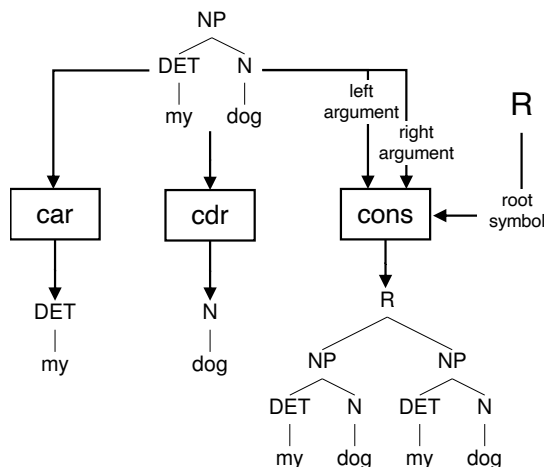 NP
DET N
my dog
left
argument
right
argument
R
root
symbol
car cdr cons
DET N R
my dog
NP NP
DET N DET N
my dog my dog